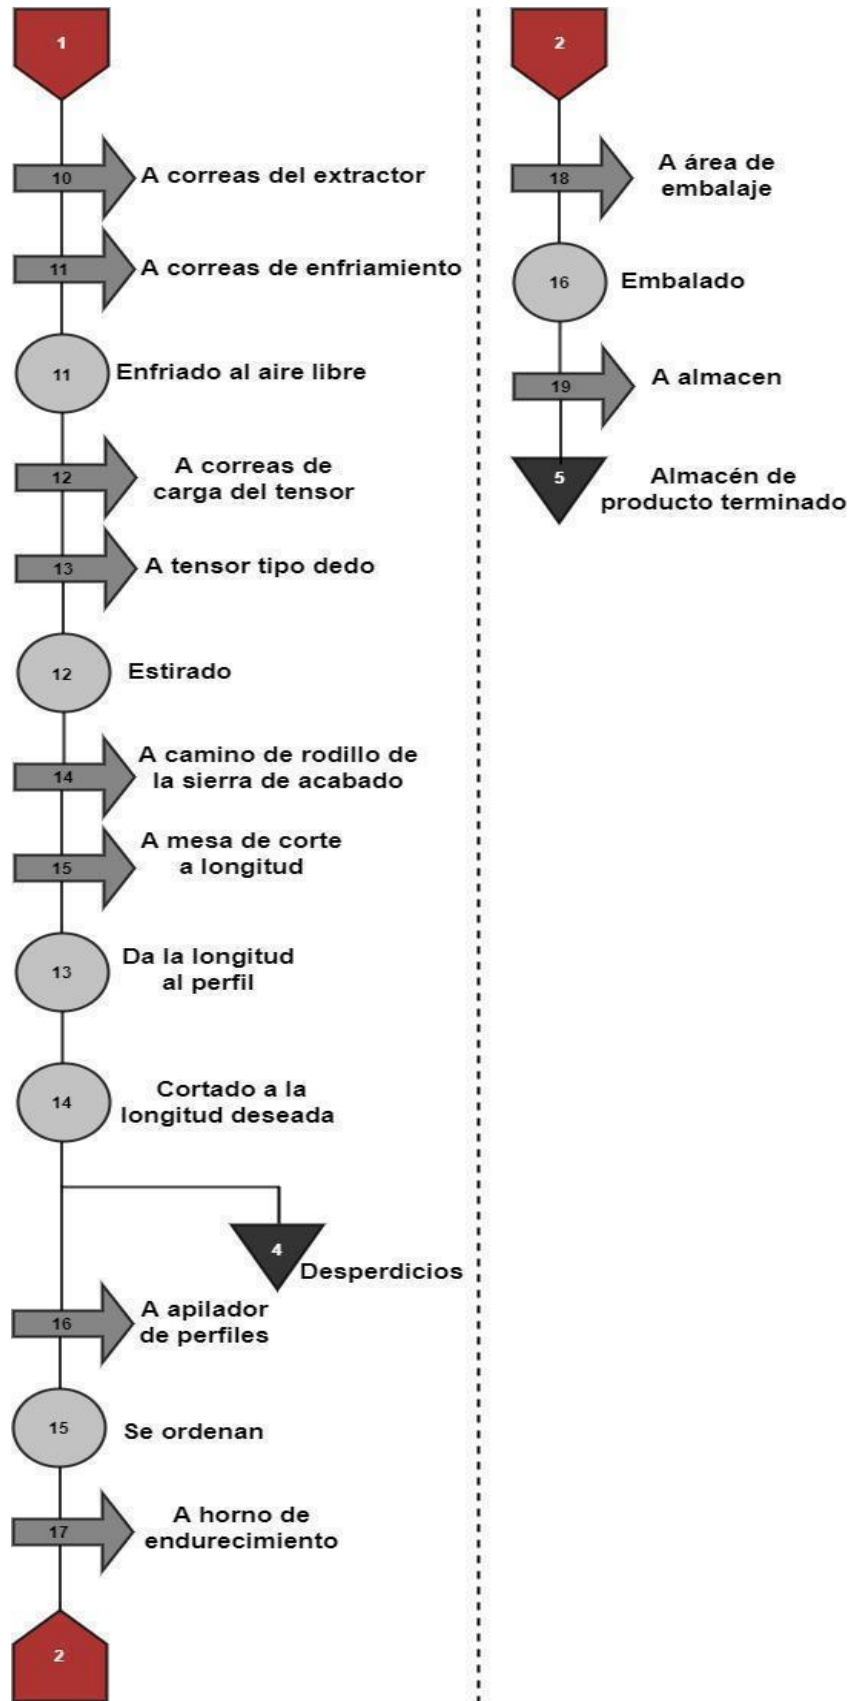 1
10
A correas del extractor
11
A correas de enfriamiento
11
Enfriado al aire libre
12
A correas de
carga del tensor
13
A tensor tipo dedo
12
Estirado
14
A camino de rodillo de
la sierra de acabado
15
A mesa de corte
a longitud
13
Da la longitud
al perfil
14
Cortado a la
longitud deseada
4
Desperdicios
16
A apilador
de perfiles
15
Se ordenan
17
A horno de
endurecimiento
2
2
18
A área de
embalaje
16
Embalado
19
A almacen
5
Almacén de
producto terminado